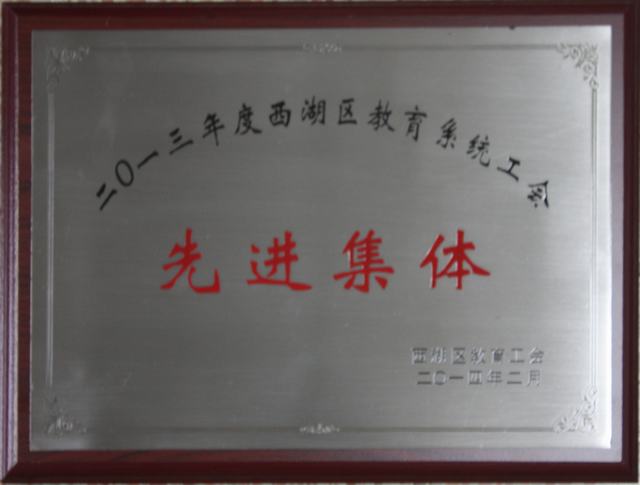 二〇一三年度西湖区教育系统工会
先进集体
西湖区教育工会
二〇一四年二月